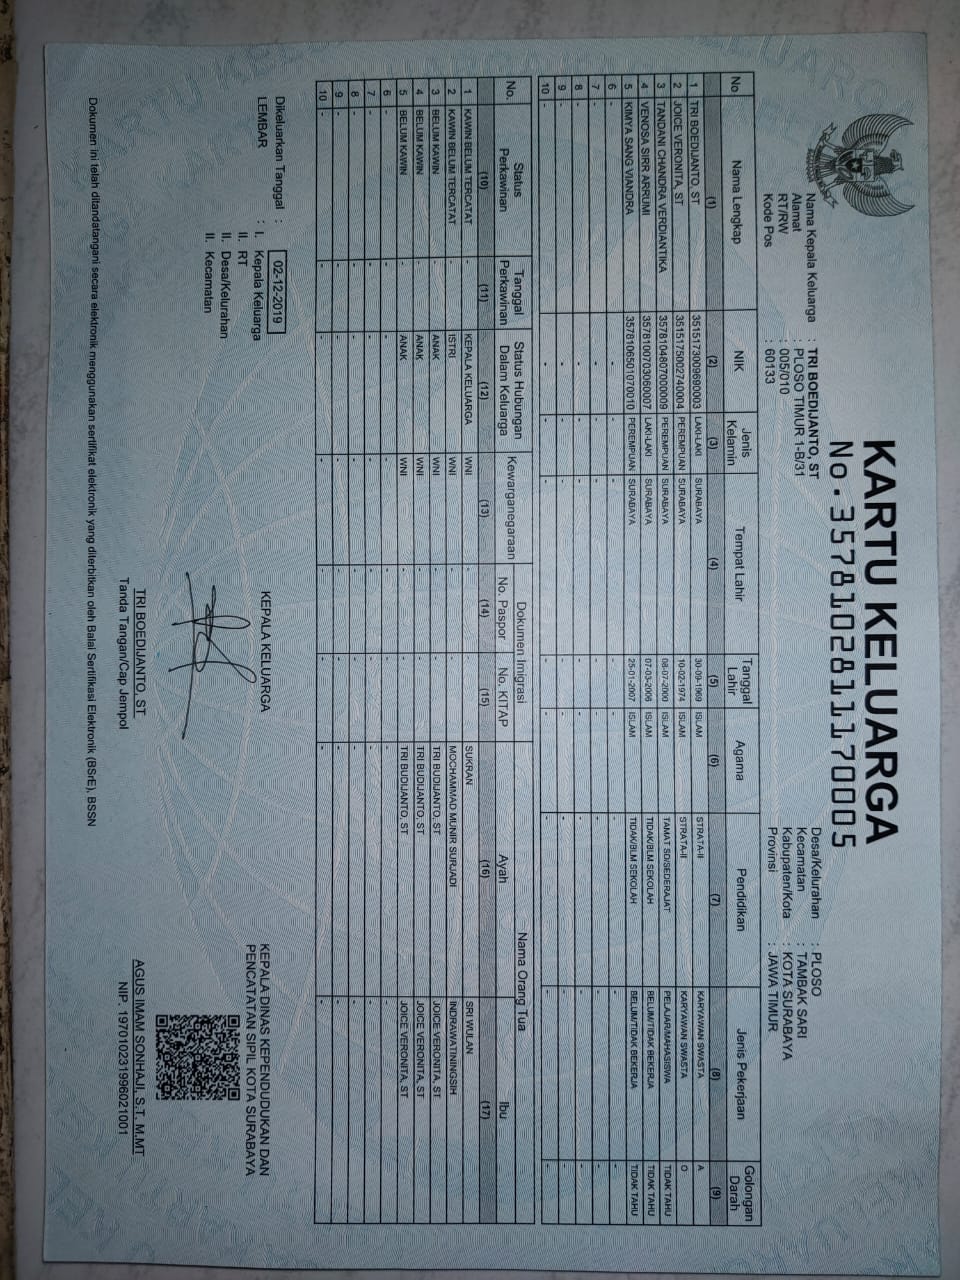 KARTU KELUARGA
No. 3578102811170005
Nama Kepala Keluarga : TRI BOEDIJANTO, ST
Alamat : PLOSO TIMUR 1-B/31
RT/RW : 005/010
Kode Pos : 60133
Desa/Kelurahan : PLOSO
Kecamatan : TAMBAK SARI
Kabupaten/Kota : KOTA SURABAYA
Provinsi : JAWA TIMUR
No Nama Lengkap NIK Jenis Kelamin Tempat Lahir Tanggal Lahir Agama Pendidikan Jenis Pekerjaan Golongan Darah
(1) (2) (3) (4) (5) (6) (7) (8) (9)
1 TRI BOEDIJANTO, ST 3515173009690003 LAKI-LAKI SURABAYA 30-09-1969 ISLAM STRATA-II KARYAWAN SWASTA A
2 JOICE VERONITA, ST 3515175002740004 PEREMPUAN SURABAYA 10-02-1974 ISLAM STRATA-II KARYAWAN SWASTA O
3 TANDANI CHANDRA VERDIANTIKA 3578104807000009 PEREMPUAN SURABAYA 08-07-2000 ISLAM TAMAT SD/SEDERAJAT PELAJAR/MAHASISWA TIDAK TAHU
4 VENOSA SIRR ARRUMI 3578100703060007 LAKI-LAKI SURABAYA 07-03-2006 ISLAM TIDAK/BLM SEKOLAH BELUM/TIDAK BEKERJA TIDAK TAHU
5 KIMYA SANG VIANDRA 3578106501070010 PEREMPUAN SURABAYA 25-01-2007 ISLAM TIDAK/BLM SEKOLAH BELUM/TIDAK BEKERJA TIDAK TAHU
6 - - - - - - - - -
7 - - - - - - - - -
8 - - - - - - - - -
9 - - - - - - - - -
10 - - - - - - - - -
No. Status Perkawinan Tanggal Perkawinan Status Hubungan Dalam Keluarga Kewarganegaraan Dokumen Imigrasi Nama Orang Tua
No. Paspor No. KITAP Ayah Ibu
(10) (11) (12) (13) (14) (15) (16) (17)
1 KAWIN BELUM TERCATAT - KEPALA KELUARGA WNI - - SUKRAN SRI WULAN
2 KAWIN BELUM TERCATAT - ISTRI WNI - - MOCHAMMAD MUNIR SURJADI INDRAWATININGSIH
3 BELUM KAWIN - ANAK WNI - - TRI BUDIJANTO, ST JOICE VERONITA, ST
4 BELUM KAWIN - ANAK WNI - - TRI BUDIJANTO, ST JOICE VERONITA, ST
5 BELUM KAWIN - ANAK WNI - - TRI BUDIJANTO, ST JOICE VERONITA, ST
6 - - - - - - - -
7 - - - - - - - -
8 - - - - - - - -
9 - - - - - - - -
10 - - - - - - - -
Dikeluarkan Tanggal : 02-12-2019
LEMBAR : I. Kepala Keluarga
II. RT
II. Desa/Kelurahan
II. Kecamatan
KEPALA KELUARGA
TRI BOEDIJANTO, ST
Tanda Tangan/Cap Jempol
KEPALA DINAS KEPENDUDUKAN DAN
PENCATATAN SIPIL KOTA SURABAYA
AGUS IMAM SONHAJI, S.T, M.MT
NIP. 197010231996021001
Dokumen ini telah ditandatangani secara elektronik menggunakan sertifikat elektronik yang diterbitkan oleh Balai Sertifikasi Elektronik (BSrE), BSSN